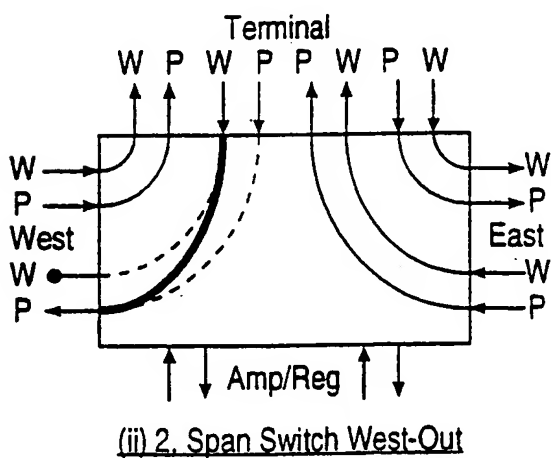 Terminal
W P W P P W P W
W W
P P
West East
W W
P P
Amp/Reg
(ii) 2. Span Switch West-Out